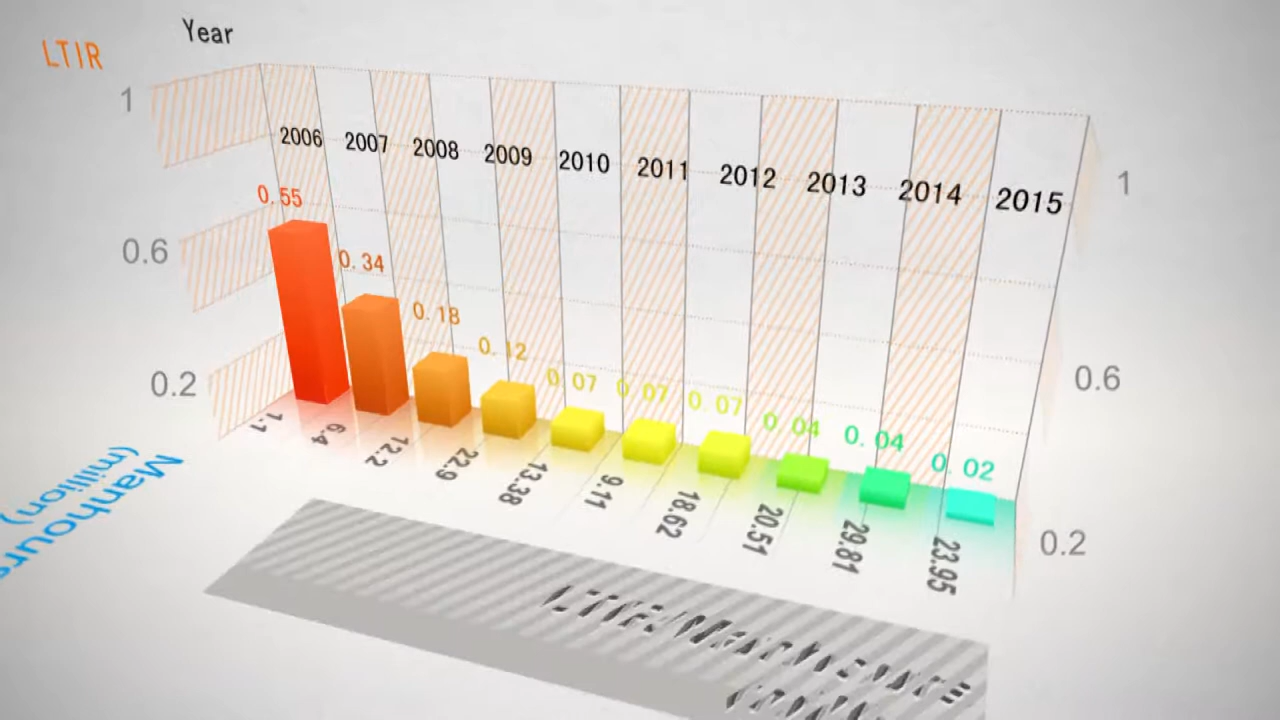 LTIR
Year
1
0.6
0.2
2006 2007 2008 2009 2010 2011 2012 2013 2014 2015
0.55 0.34 0.18 0.12 0.07 0.07 0.07 0.04 0.04 0.02
1
0.6
0.2
1.1 6.4 12.2 22.9 13.38 9.11 18.62 20.51 29.81 23.95
Manhours
(million)